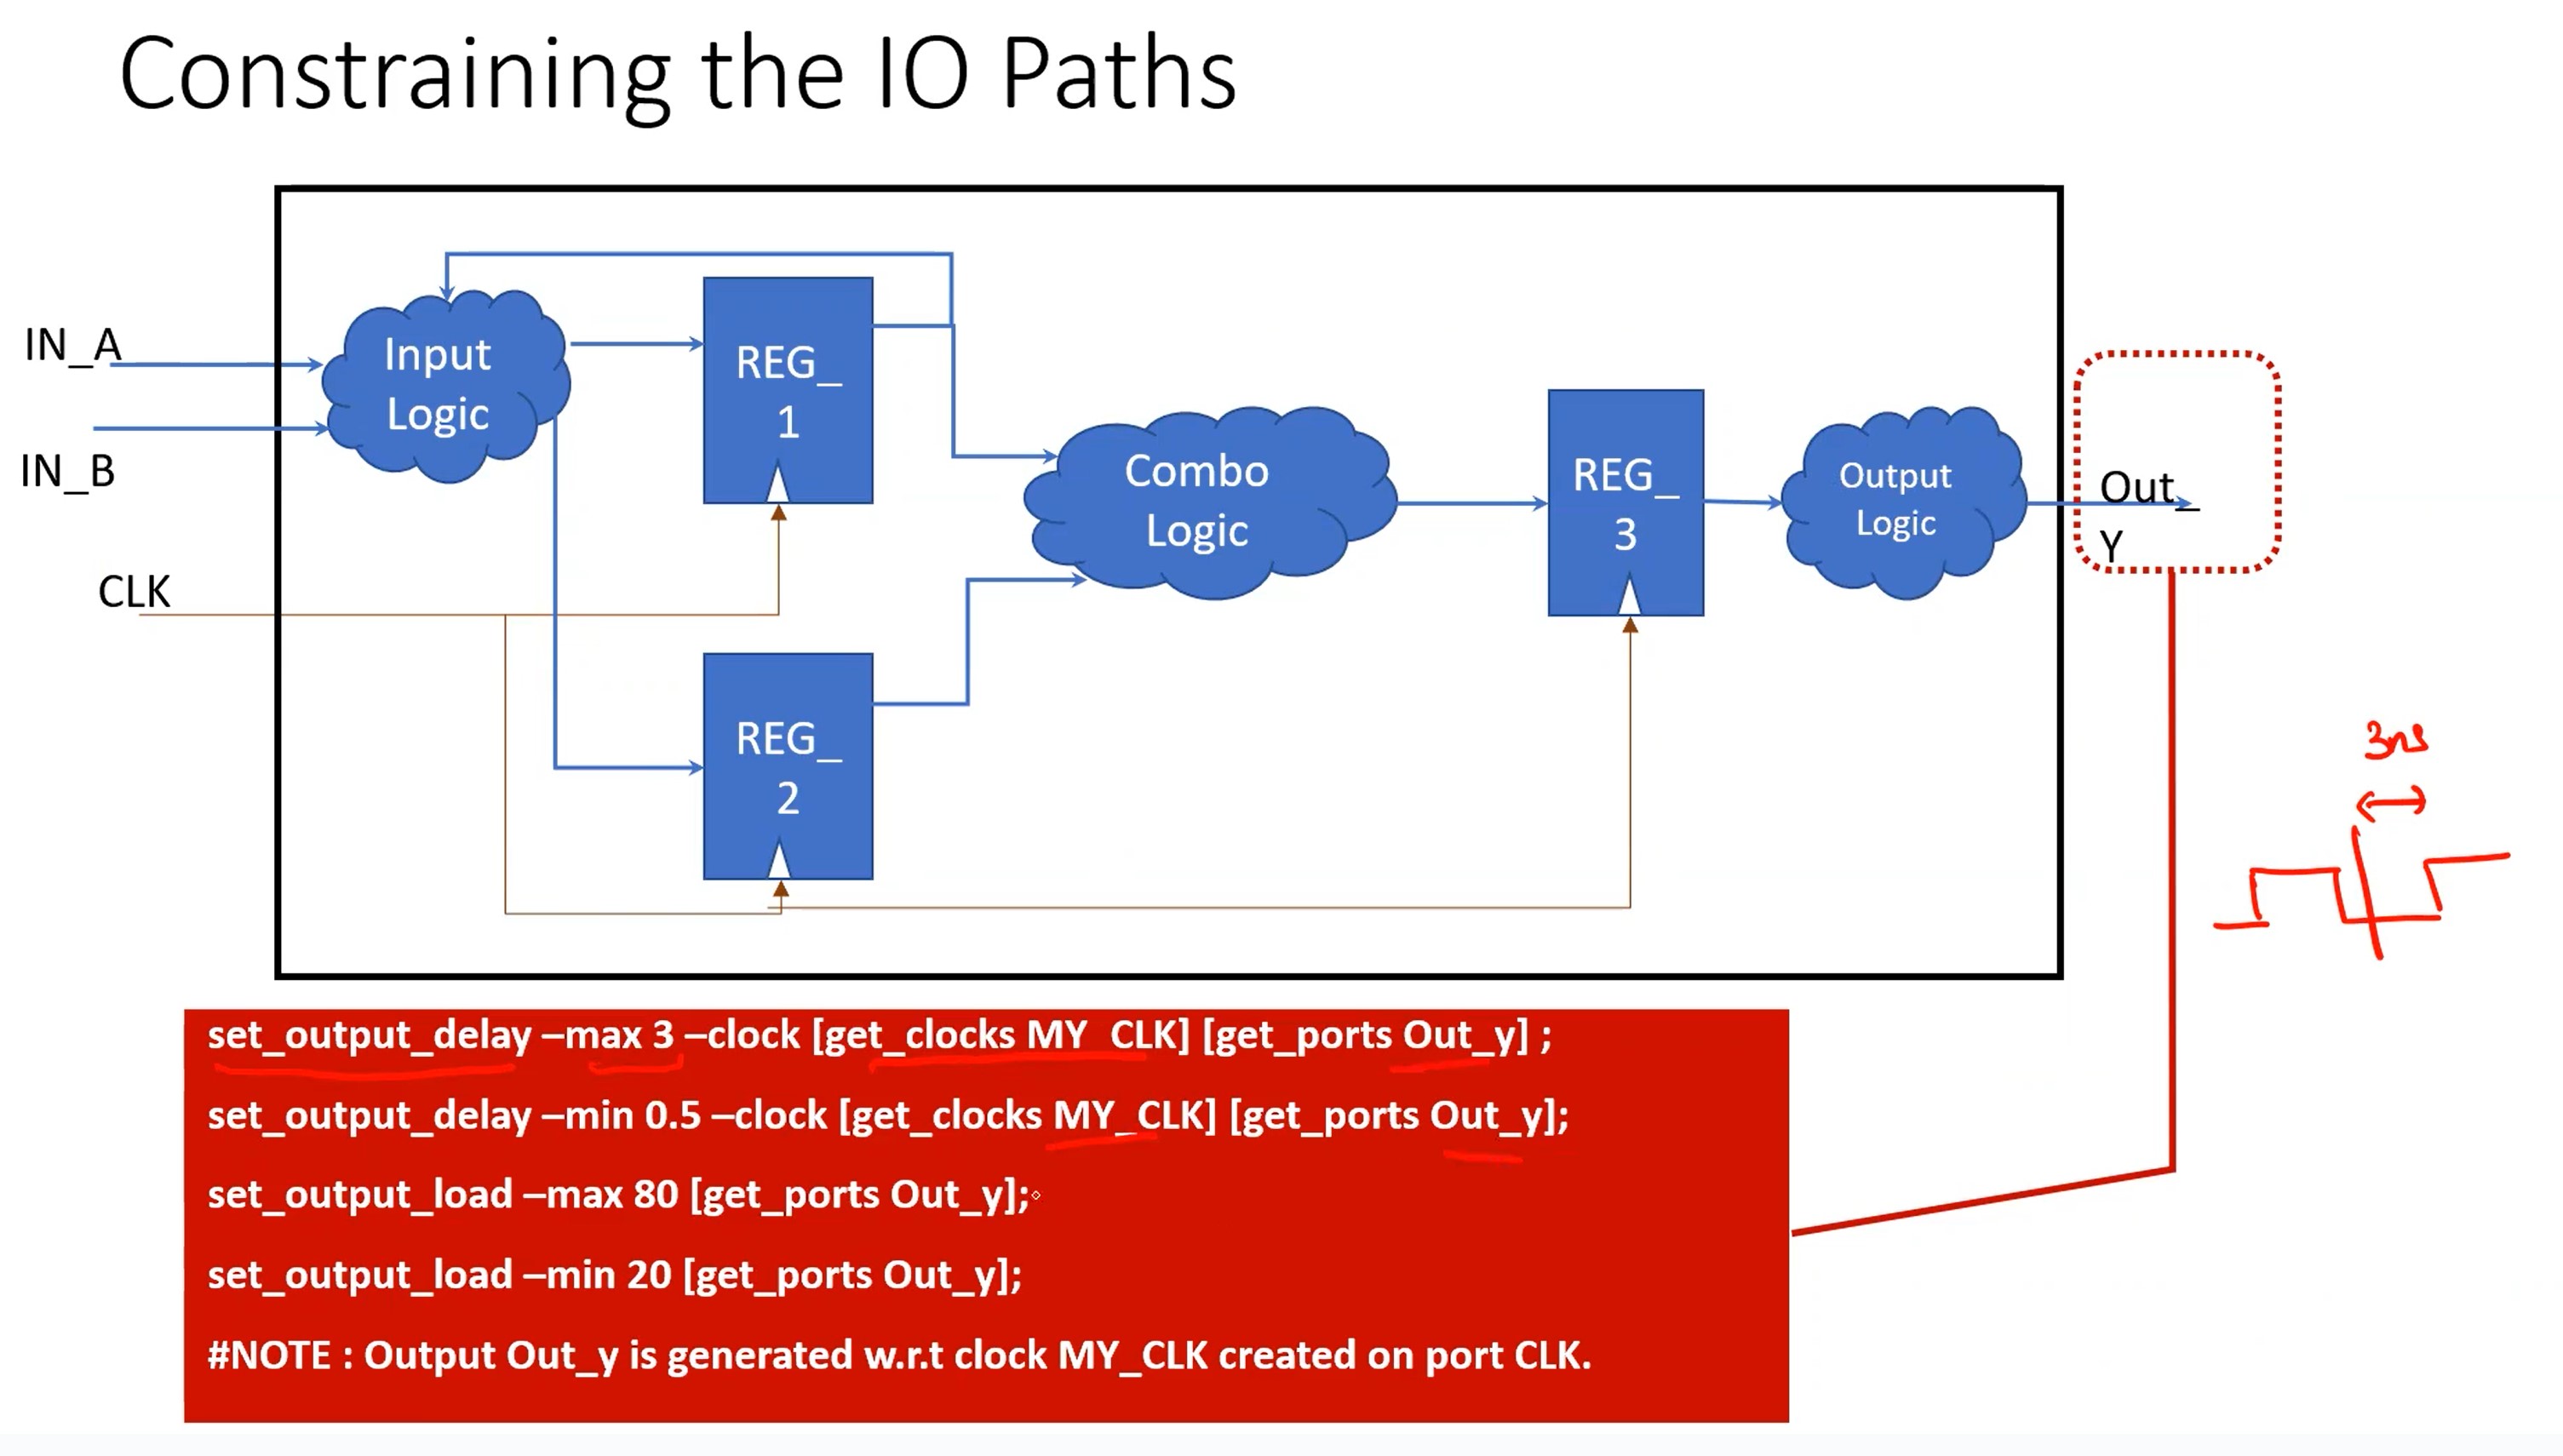 Constraining the IO Paths
IN_A
IN_B
CLK
Input
Logic
REG_
1
REG_
2
Combo
Logic
REG_
3
Output
Logic
Out_
Y
3ns
set_output_delay –max 3 –clock [get_clocks MY_CLK] [get_ports Out_y] ;
set_output_delay –min 0.5 –clock [get_clocks MY_CLK] [get_ports Out_y];
set_output_load –max 80 [get_ports Out_y];
set_output_load –min 20 [get_ports Out_y];
#NOTE : Output Out_y is generated w.r.t clock MY_CLK created on port CLK.